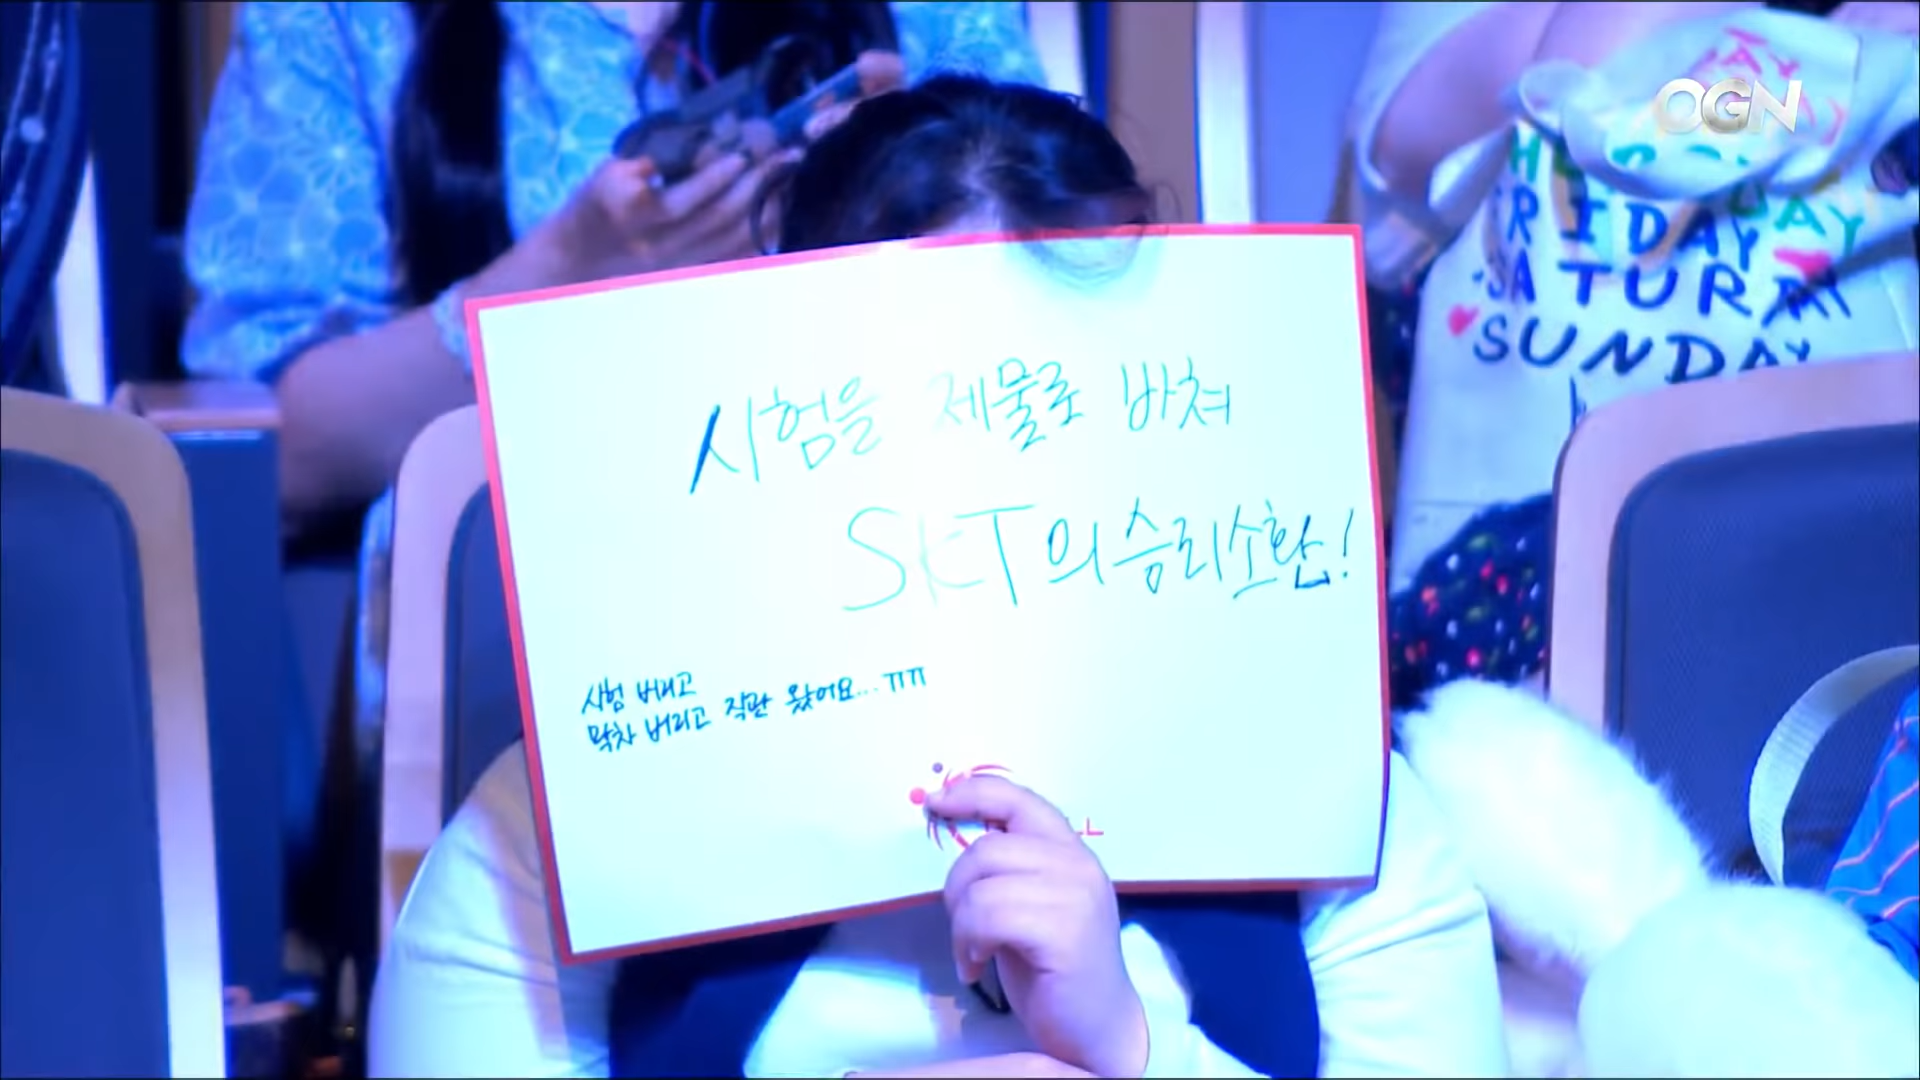 OGN
FRIDAY
SATURDAY
SUNDAY
시험을 제물로 바쳐
SKT의 승리소환!
시험 버리고
막차 버리고 직관 왔어요...ㅠㅠ